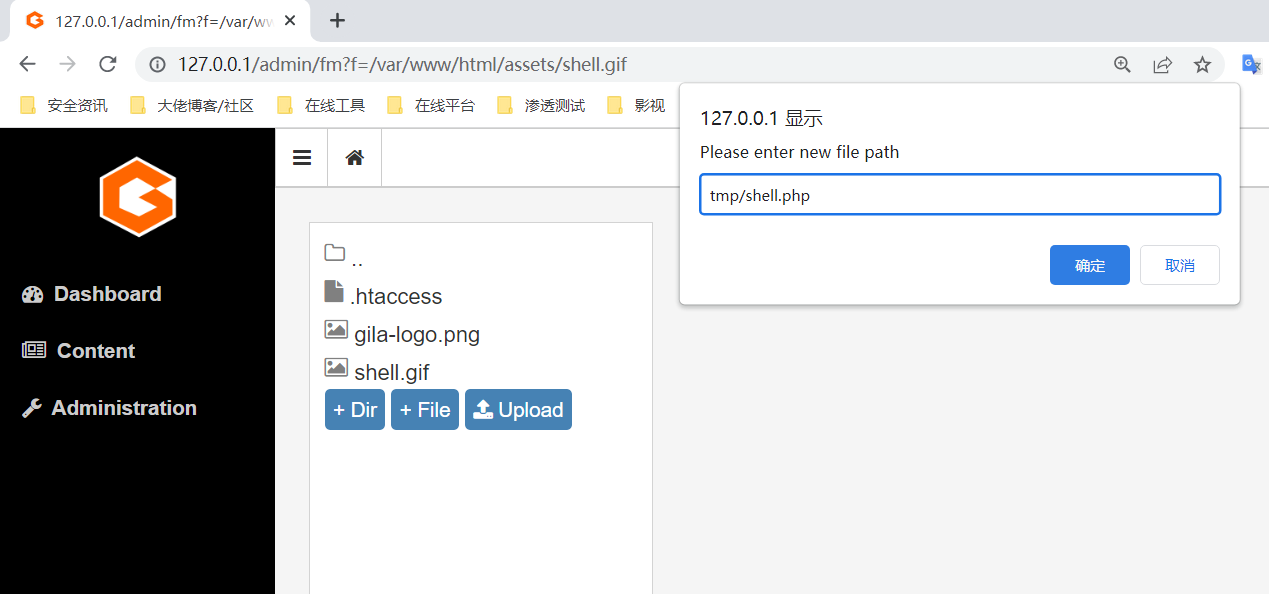 127.0.0.1/admin/fm?f=/var/ww
127.0.0.1/admin/fm?f=/var/www/html/assets/shell.gif
安全资讯 大佬博客/社区 在线工具 在线平台 渗透测试 影视
127.0.0.1 显示
Please enter new file path
tmp/shell.php
确定 取消
Dashboard
Content
Administration
..
.htaccess
gila-logo.png
shell.gif
+ Dir + File Upload